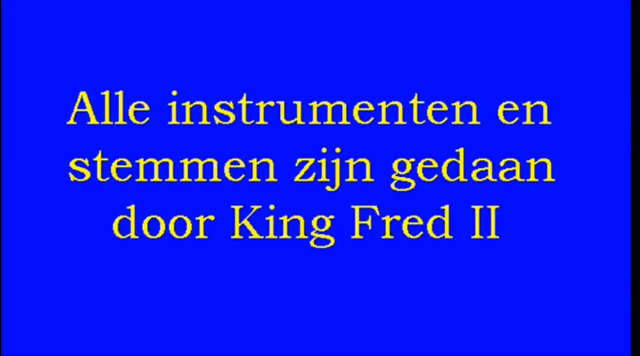 Alle instrumenten en
stemmen zijn gedaan
door King Fred II